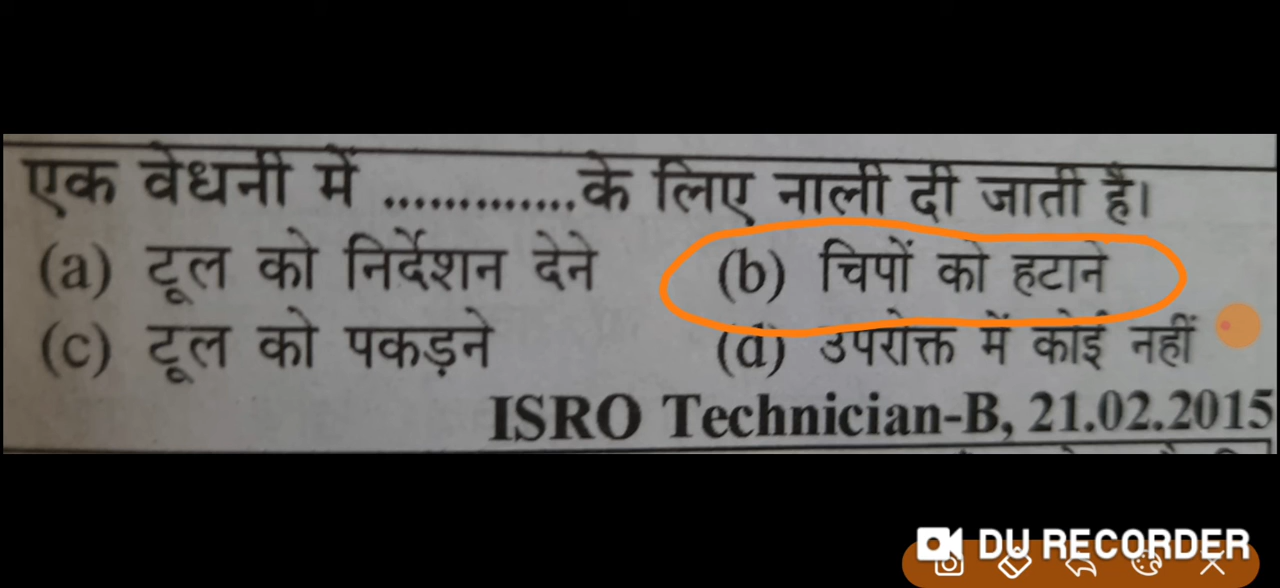 एक वेधनी में .............के लिए नाली दी जाती है।
(a) टूल को निर्देशन देने (b) चिपों को हटाने
(c) टूल को पकड़ने (d) उपरोक्त में कोई नहीं
ISRO Technician-B, 21.02.2015
DU RECORDER